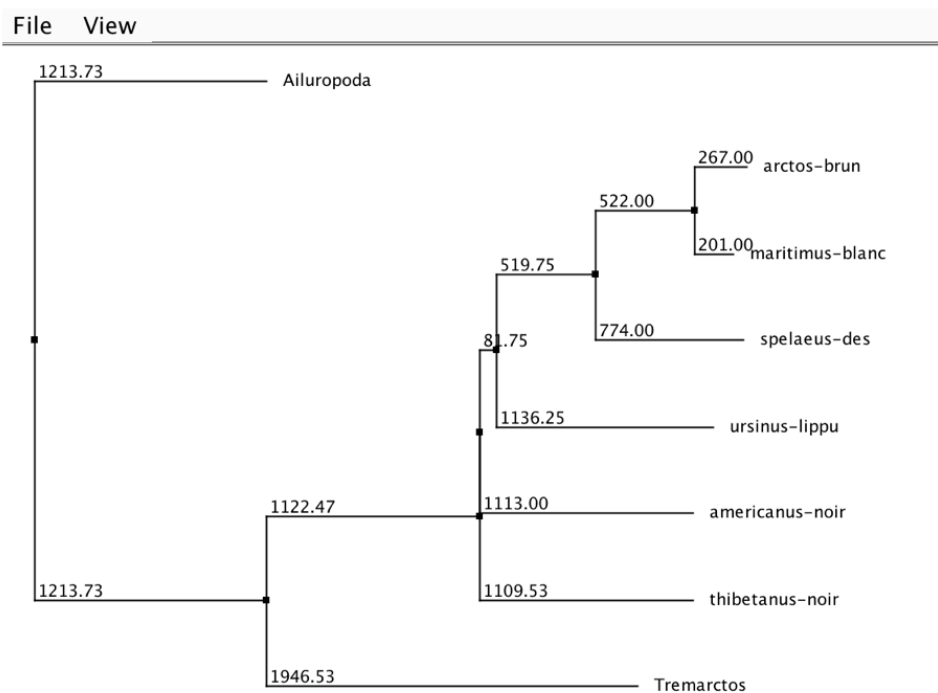 File View
1213.73
Ailuropoda
267.00
arctos-brun
522.00
201.00
maritimus-blanc
519.75
774.00
spelaeus-des
81.75
1136.25
ursinus-lippu
1122.47
1113.00
americanus-noir
1213.73
1109.53
thibetanus-noir
1946.53
Tremarctos